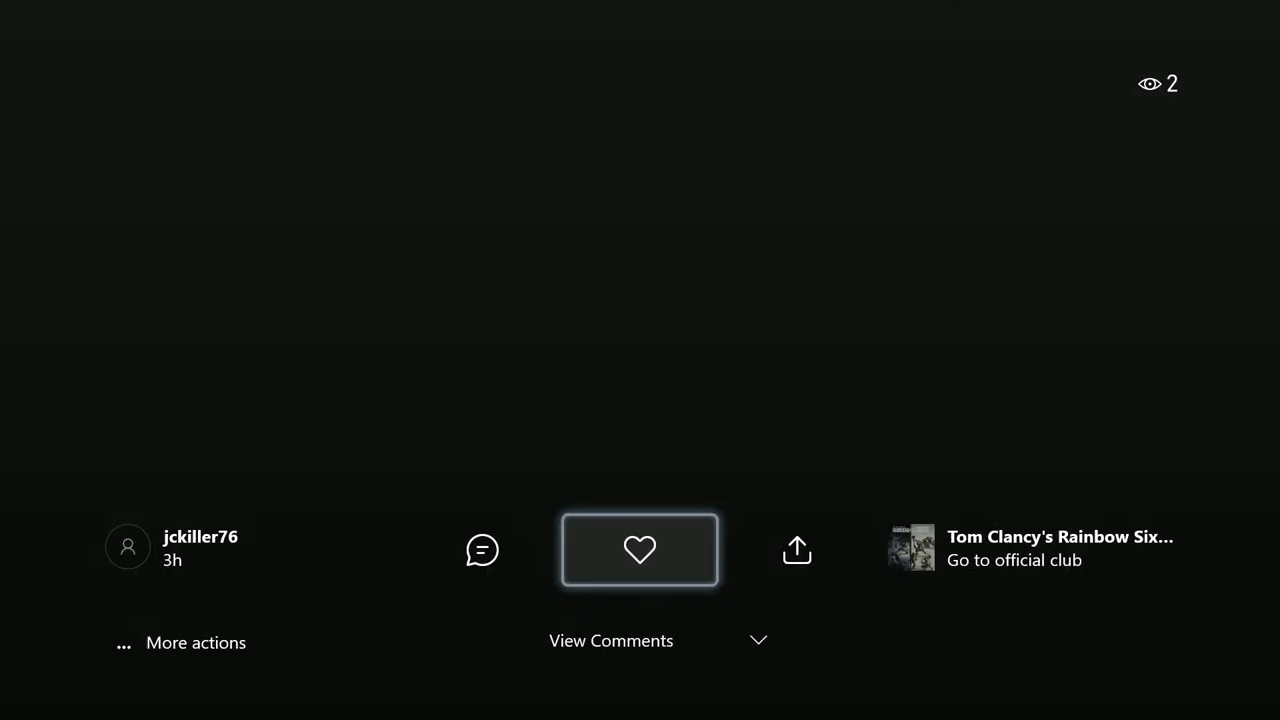 2
jckiller76
3h
Tom Clancy's Rainbow Six...
Go to official club
... More actions
View Comments